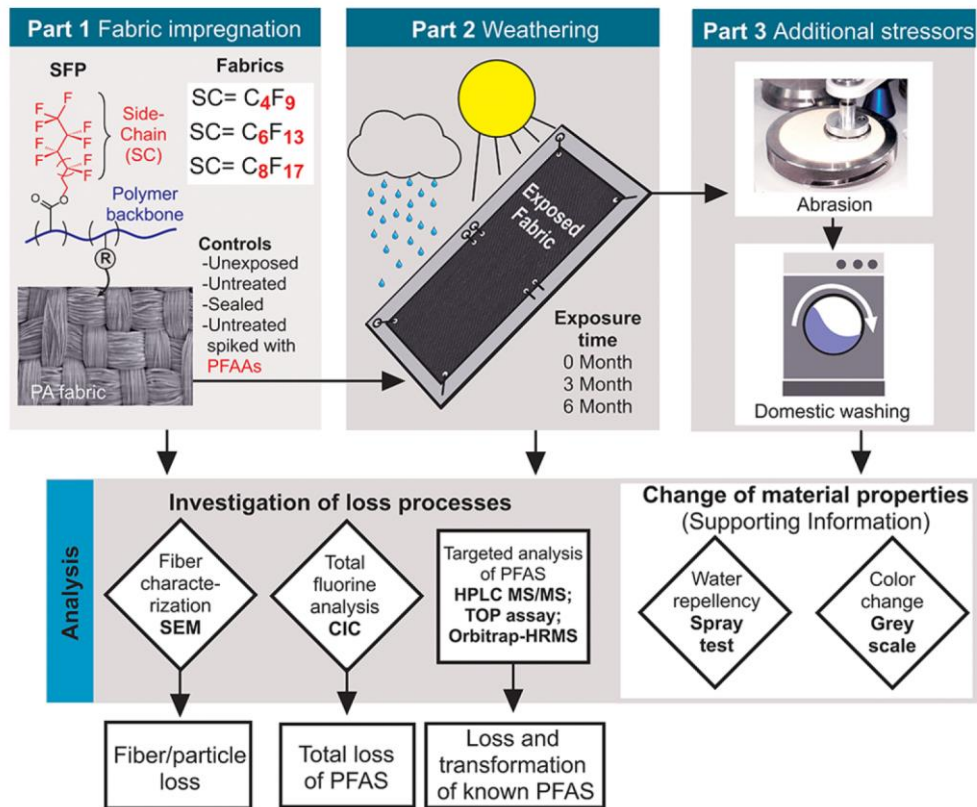 Part 1 Fabric impregnation
SFP
F
F
F
F
F
F
F
F
F
Side-
Chain
(SC)
O
O
Polymer
backbone
R
PA fabric
Fabrics
SC= C4F9
SC= C6F13
SC= C8F17
Controls
-Unexposed
-Untreated
-Sealed
-Untreated
spiked with
PFAAs
Part 2 Weathering
Exposed
Fabric
Exposure
time
0 Month
3 Month
6 Month
Part 3 Additional stressors
Abrasion
Domestic washing
Analysis
Investigation of loss processes
Fiber
characte-
rization
SEM
Total
fluorine
analysis
CIC
Targeted analysis
of PFAS
HPLC MS/MS;
TOP assay;
Orbitrap-HRMS
Change of material properties
(Supporting Information)
Water
repellency
Spray
test
Color
change
Grey
scale
Fiber/particle
loss
Total loss
of PFAS
Loss and
transformation
of known PFAS